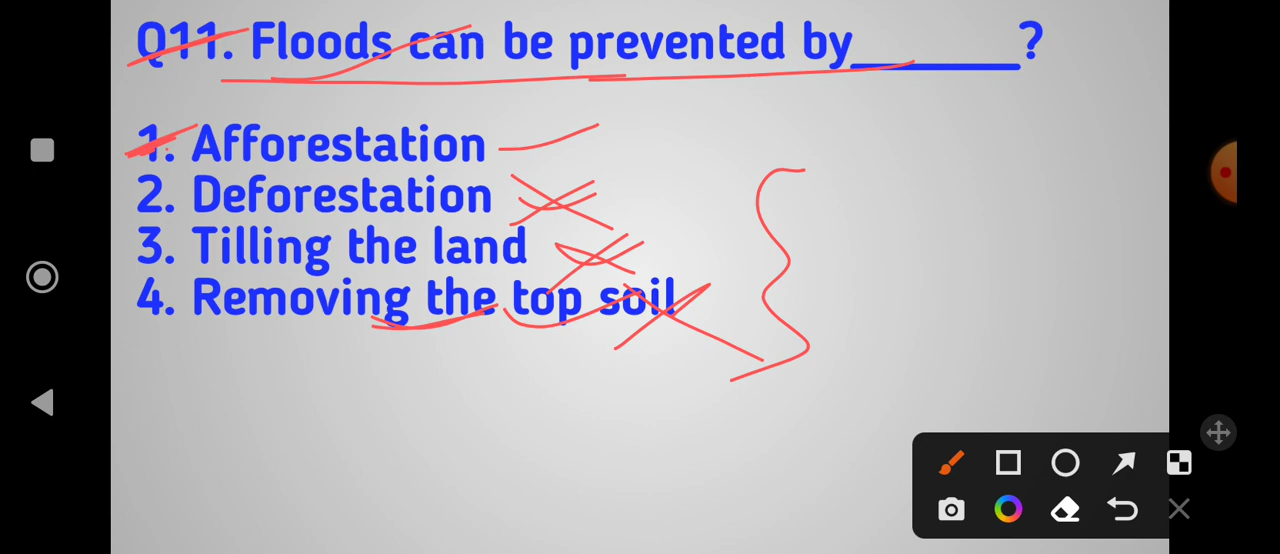 Q11. Floods can be prevented by_______?
1. Afforestation
2. Deforestation
3. Tilling the land
4. Removing the top soil